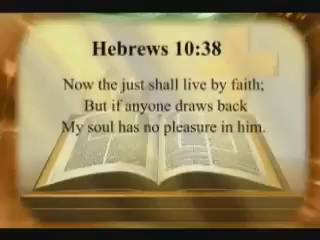 Hebrews 10:38
Now the just shall live by faith;
But if anyone draws back
My soul has no pleasure in him.